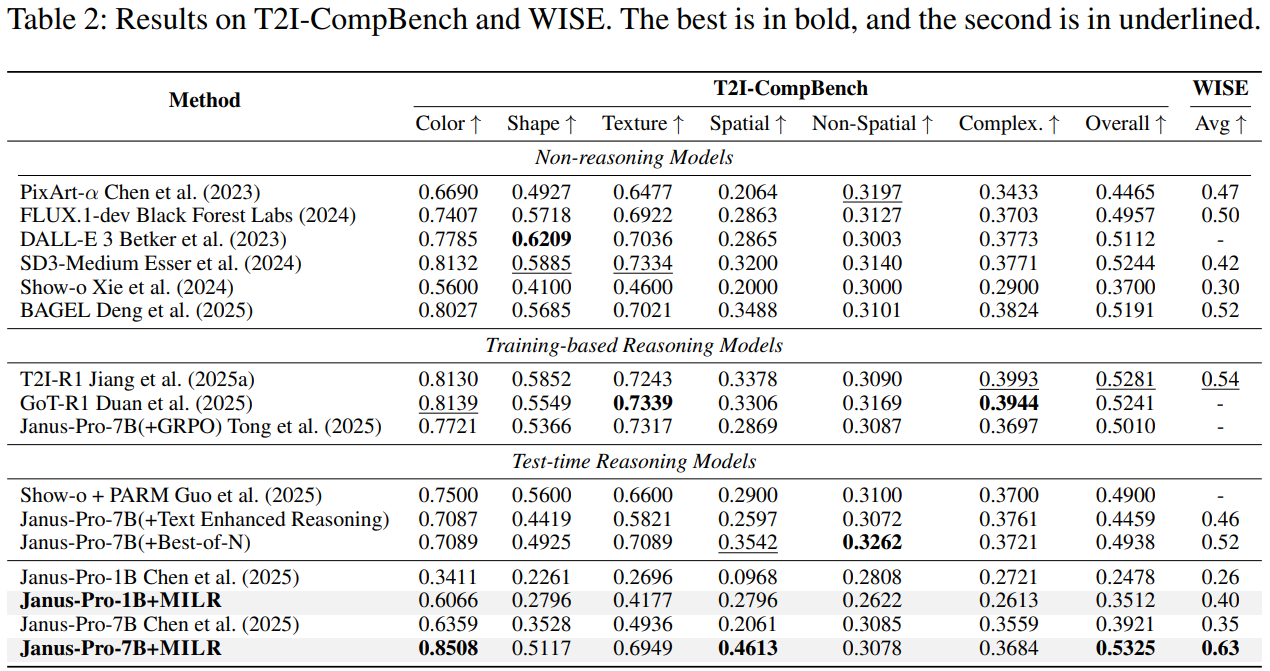 Table 2: Results on T2I-CompBench and WISE. The best is in bold, and the second is in underlined.
Method T2I-CompBench WISE
Color ↑ Shape ↑ Texture ↑ Spatial ↑ Non-Spatial ↑ Complex. ↑ Overall ↑ Avg ↑
Non-reasoning Models
PixArt-α Chen et al. (2023) 0.6690 0.4927 0.6477 0.2064 0.3197 0.3433 0.4465 0.47
FLUX.1-dev Black Forest Labs (2024) 0.7407 0.5718 0.6922 0.2863 0.3127 0.3703 0.4957 0.50
DALL-E 3 Betker et al. (2023) 0.7785 0.6209 0.7036 0.2865 0.3003 0.3773 0.5112 -
SD3-Medium Esser et al. (2024) 0.8132 0.5885 0.7334 0.3200 0.3140 0.3771 0.5244 0.42
Show-o Xie et al. (2024) 0.5600 0.4100 0.4600 0.2000 0.3000 0.2900 0.3700 0.30
BAGEL Deng et al. (2025) 0.8027 0.5685 0.7021 0.3488 0.3101 0.3824 0.5191 0.52
Training-based Reasoning Models
T2I-R1 Jiang et al. (2025a) 0.8130 0.5852 0.7243 0.3378 0.3090 0.3993 0.5281 0.54
GoT-R1 Duan et al. (2025) 0.8139 0.5549 0.7339 0.3306 0.3169 0.3944 0.5241 -
Janus-Pro-7B(+GRPO) Tong et al. (2025) 0.7721 0.5366 0.7317 0.2869 0.3087 0.3697 0.5010 -
Test-time Reasoning Models
Show-o + PARM Guo et al. (2025) 0.7500 0.5600 0.6600 0.2900 0.3100 0.3700 0.4900 -
Janus-Pro-7B(+Text Enhanced Reasoning) 0.7087 0.4419 0.5821 0.2597 0.3072 0.3761 0.4459 0.46
Janus-Pro-7B(+Best-of-N) 0.7089 0.4925 0.7089 0.3542 0.3262 0.3721 0.4938 0.52
Janus-Pro-1B Chen et al. (2025) 0.3411 0.2261 0.2696 0.0968 0.2808 0.2721 0.2478 0.26
Janus-Pro-1B+MILR 0.6066 0.2796 0.4177 0.2796 0.2622 0.2613 0.3512 0.40
Janus-Pro-7B Chen et al. (2025) 0.6359 0.3528 0.4936 0.2061 0.3085 0.3559 0.3921 0.35
Janus-Pro-7B+MILR 0.8508 0.5117 0.6949 0.4613 0.3078 0.3684 0.5325 0.63